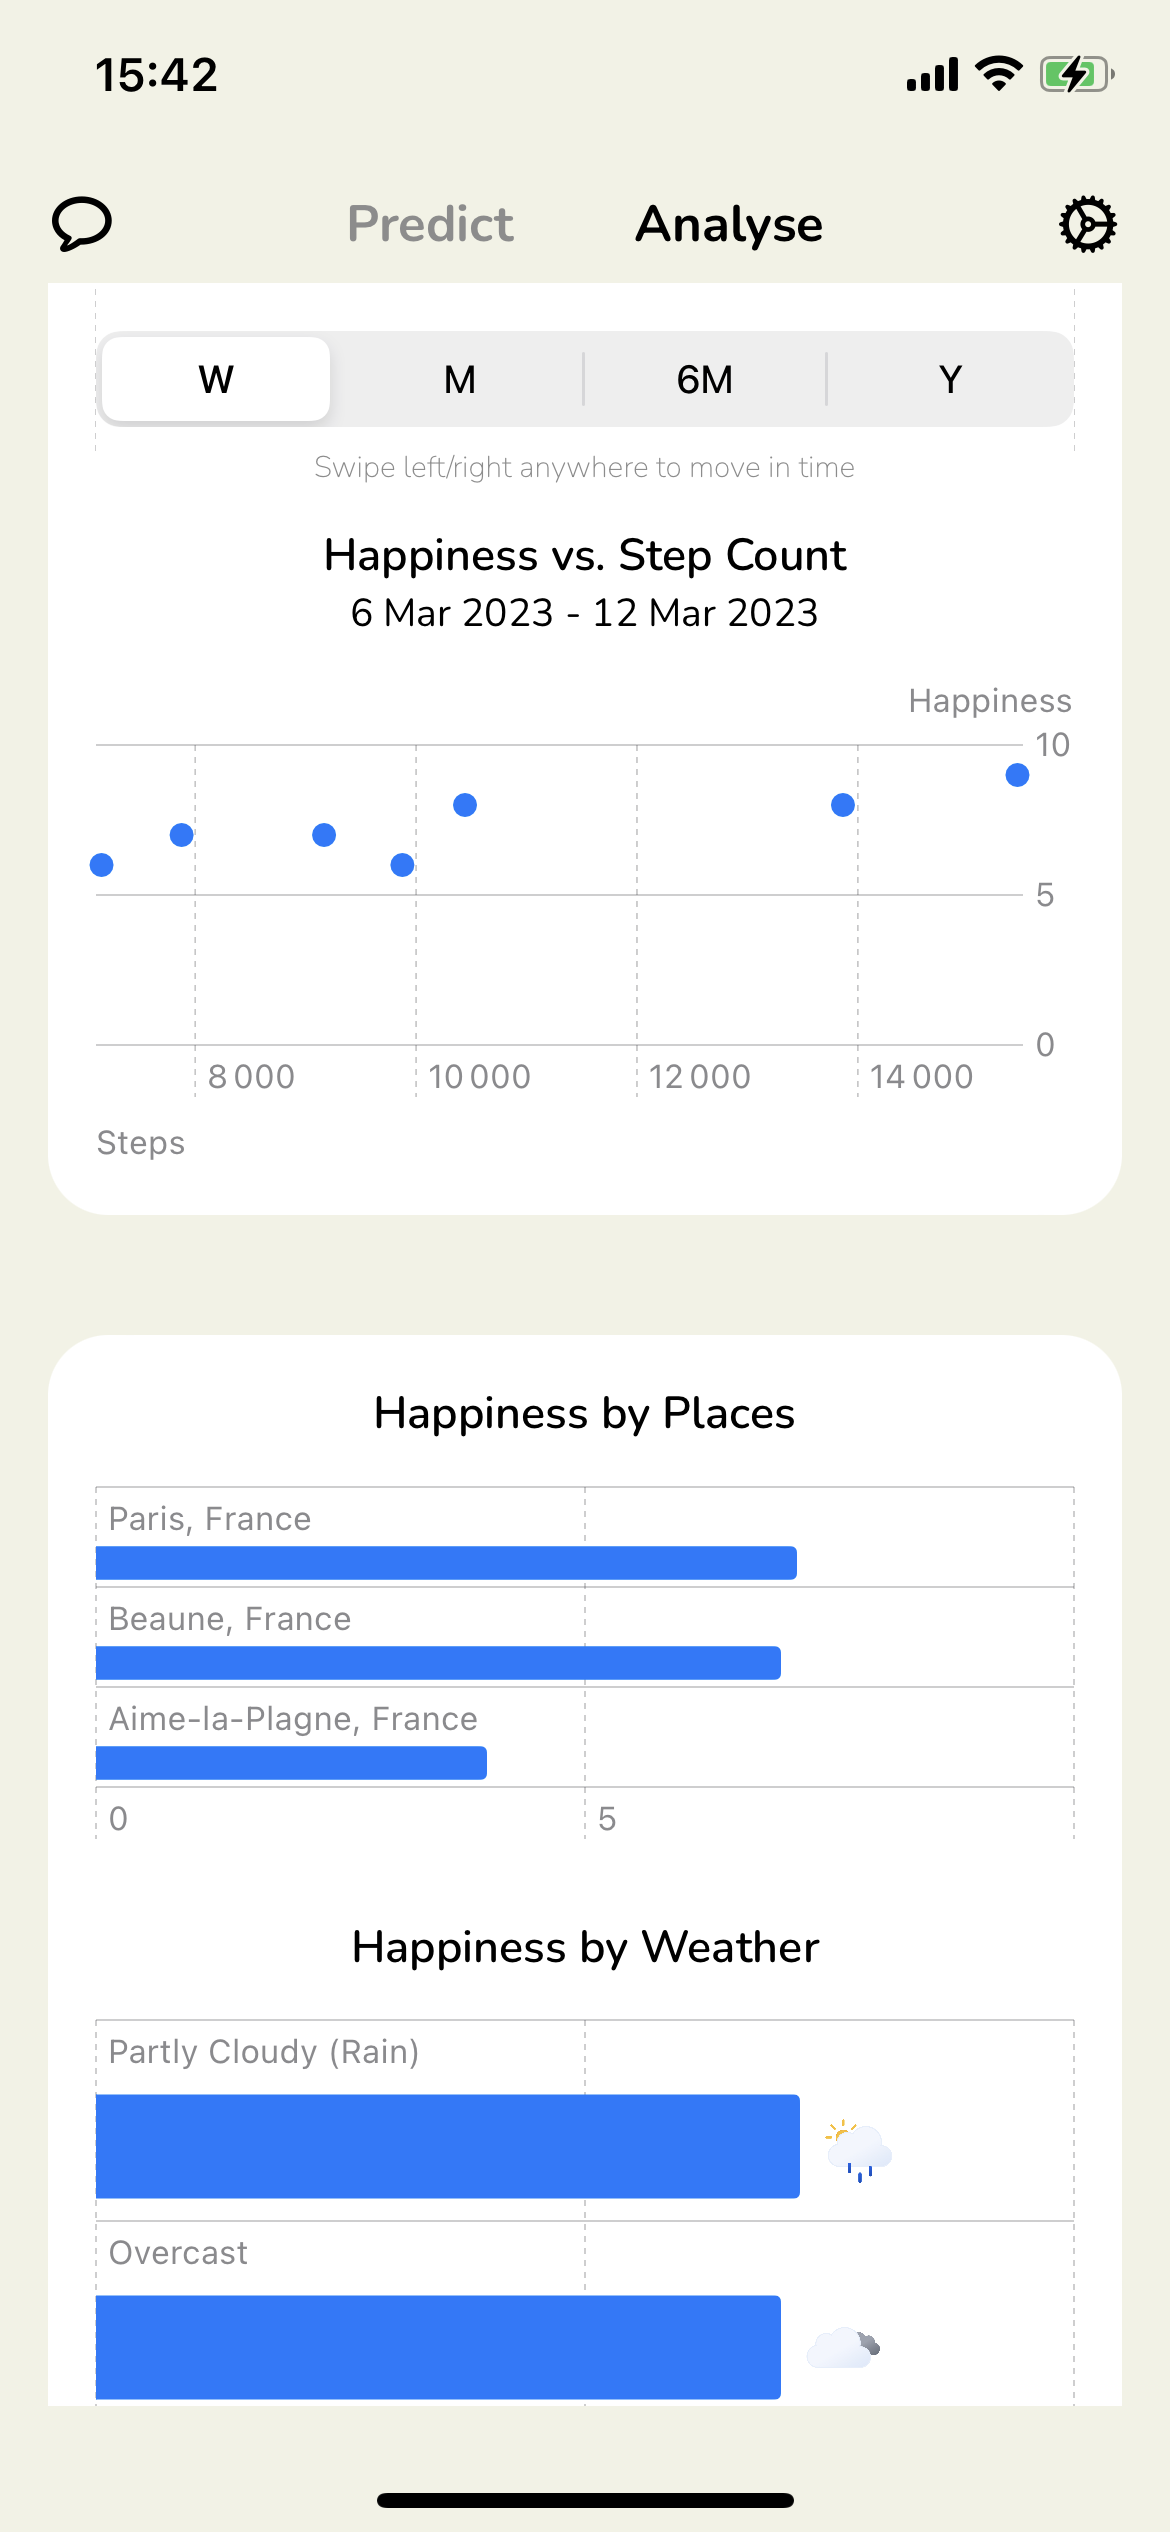 15:42
Predict Analyse
W M 6M Y
Swipe left/right anywhere to move in time
Happiness vs. Step Count
6 Mar 2023 - 12 Mar 2023
Happiness
10
5
0
8 000 10 000 12 000 14 000
Steps
Happiness by Places
Paris, France
Beaune, France
Aime-la-Plagne, France
0 5
Happiness by Weather
Partly Cloudy (Rain)
Overcast